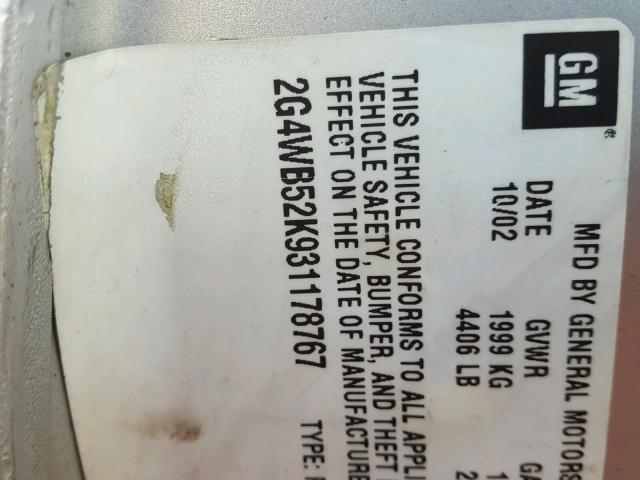 GM
MFD BY GENERAL MOTORS
DATE GVWR
10/02 1999 KG
4406 LB
THIS VEHICLE CONFORMS TO ALL
VEHICLE SAFETY, BUMPER, AND THEFT
EFFECT ON THE DATE OF MANUFACTURE
2G4WB52K931178767 TYPE: